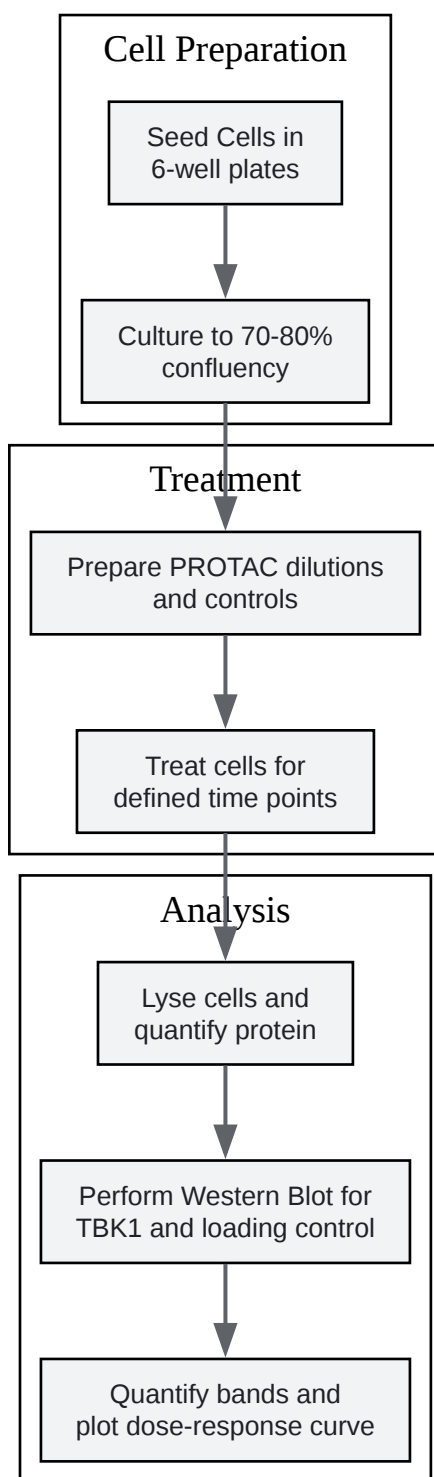 Cell Preparation
Seed Cells in
6-well plates
Culture to 70-80%
confluency
Treatment
Prepare PROTAC dilutions
and controls
Treat cells for
defined time points
Analysis
Lyse cells and
quantify protein
Perform Western Blot for
TBK1 and loading control
Quantify bands and
plot dose-response curve